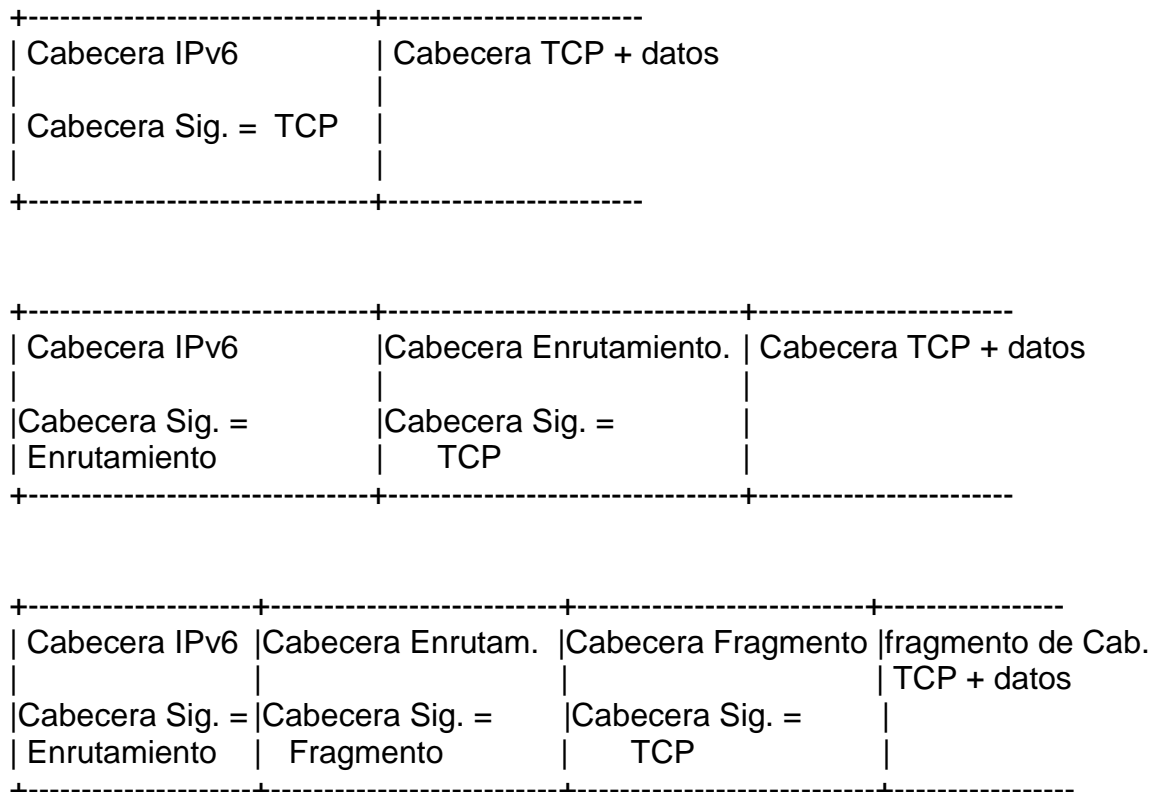 +--------------------------------+------------------------
| Cabecera IPv6 | Cabecera TCP + datos
| |
| Cabecera Sig. = TCP |
| |
+--------------------------------+------------------------
+--------------------------------+---------------------------------+------------------------
| Cabecera IPv6 |Cabecera Enrutamiento. | Cabecera TCP + datos
| | |
|Cabecera Sig. = |Cabecera Sig. = |
| Enrutamiento | TCP |
+--------------------------------+---------------------------------+------------------------
+---------------------+---------------------------+---------------------------+-----------------
| Cabecera IPv6 |Cabecera Enrutam. |Cabecera Fragmento |fragmento de Cab.
| | | | TCP + datos
|Cabecera Sig. = |Cabecera Sig. = |Cabecera Sig. = |
| Enrutamiento | Fragmento | TCP |
+---------------------+---------------------------+----------------------------+-----------------